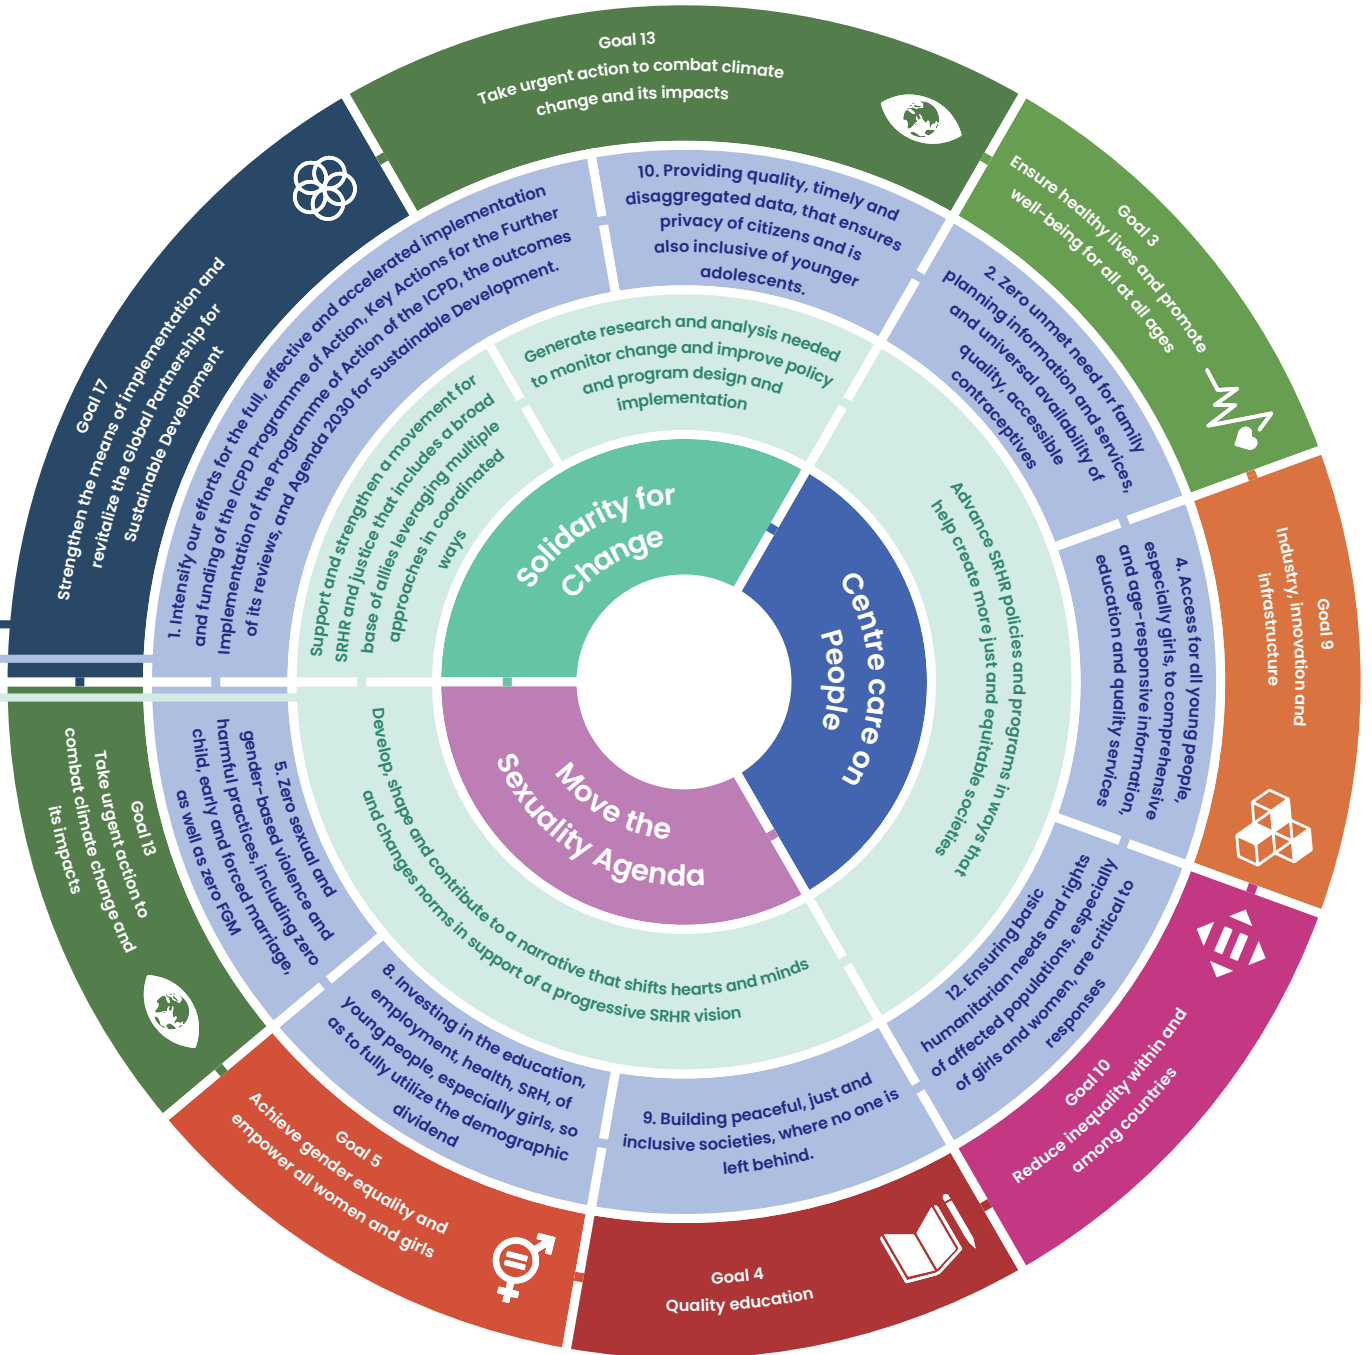 Solidarity for
Change
Centre care on
People
Move the
Sexuality Agenda
Support and strengthen a movement for
SRHR and justice that includes a broad
base of allies leveraging multiple
approaches in coordinated
ways
Generate research and analysis needed
to monitor change and improve policy
and program design and
implementation
Advance SRHR policies and programs in ways that
help create more just and equitable societies
Develop, shape and contribute to a narrative that shifts hearts and minds
and changes norms in support of a progressive SRHR vision
1. Intensify our efforts for the full, effective and accelerated implementation
and funding of the ICPD Programme of Action, Key Actions for the Further
Implementation of the Programme of Action of the ICPD, the outcomes
of its reviews, and Agenda 2030 for Sustainable Development.
10. Providing quality, timely and
disaggregated data, that ensures
privacy of citizens and is
also inclusive of younger
adolescents.
2. Zero unmet need for family
planning information and services,
and universal availability of
quality, accessible
contraceptives
4. Access for all young people,
especially girls, to comprehensive
and age-responsive information,
education and quality services
12. Ensuring basic
humanitarian needs and rights
of affected populations, especially
of girls and women, are critical to
responses
9. Building peaceful, just and
inclusive societies, where no one is
left behind.
8. Investing in the education,
employment, health, SRH, of
young people, especially girls, so
as to fully utilize the demographic
dividend
5. Zero sexual and
gender-based violence and
harmful practices, including zero
child, early and forced marriage,
as well as zero FGM
Goal 17
Strengthen the means of implementation and
revitalize the Global Partnership for
Sustainable Development
Goal 13
Take urgent action to combat climate
change and its impacts
Goal 3
Ensure healthy lives and promote
well-being for all at all ages
Goal 9
Industry, innovation and
infrastructure
Goal 10
Reduce inequality within and
among countries
Goal 4
Quality education
Goal 5
Achieve gender equality and
empower all women and girls
Goal 13
Take urgent action to
combat climate change and
its impacts